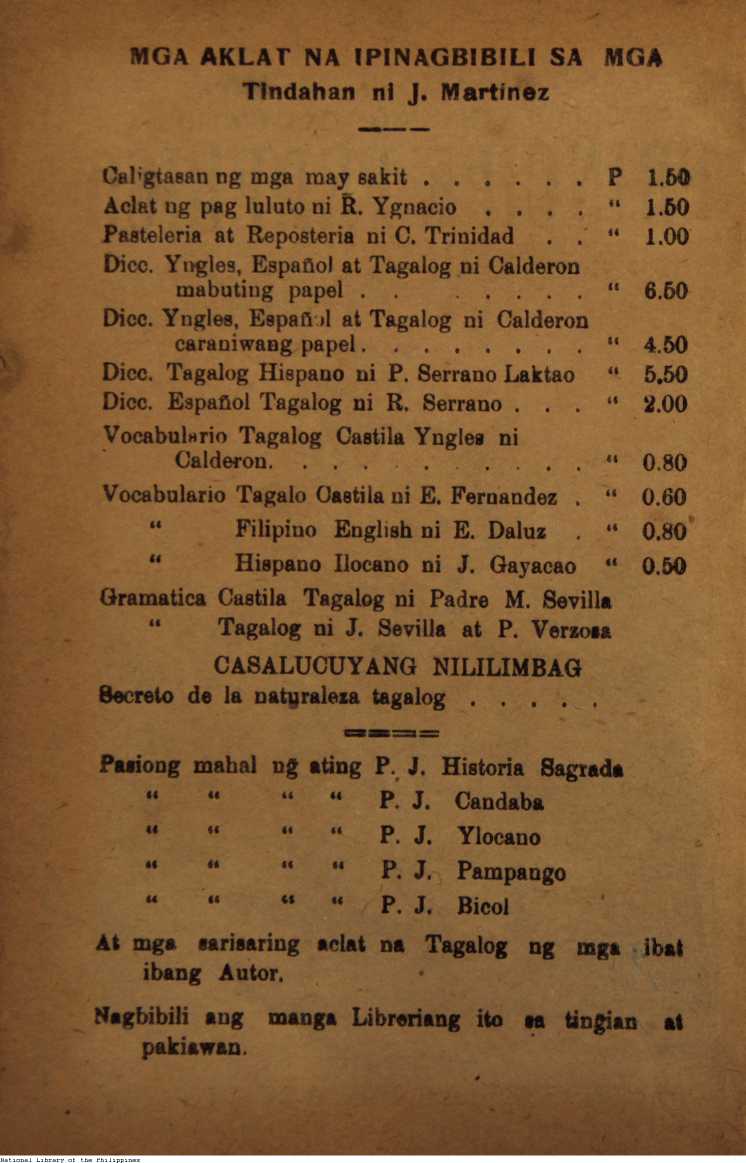 MGA AKLAT NA IPINAGBIBILI SA MGA
Tindahan ni J. Martinez
Caligtasan ng mga may sakit . . . . . . P 1.50
Aclat ng pag luluto ni R. Ygnacio . . . . “ 1.50
Pasteleria at Reposteria ni C. Trinidad . . “ 1.00
Dicc. Yngles, Español at Tagalog ni Calderon
mabuting papel . . . . . . . “ 6.50
Dicc. Yngles, Español at Tagalog ni Calderon
caraniwang papel . . . . . . . . “ 4.50
Dicc. Tagalog Hispano ni P. Serrano Laktao “ 5.50
Dicc. Español Tagalog ni R. Serrano . . . “ 2.00
Vocabulario Tagalog Castila Yngles ni
Calderon. . . . . . . . . . . “ 0.80
Vocabulario Tagalo Castila ni E. Fernandez . “ 0.60
“ Filipino English ni E. Daluz . “ 0.80
“ Hispano Ilocano ni J. Gayacao “ 0.50
Gramatica Castila Tagalog ni Padre M. Sevilla
“ Tagalog ni J. Sevilla at P. Verzosa
CASALUCUYANG NILILIMBAG
Secreto de la naturaleza tagalog . . . . .
Pasiong mahal ng̃ ating P. J. Historia Sagrada
“ “ “ “ P. J. Candaba
“ “ “ “ P. J. Ylocano
“ “ “ “ P. J. Pampango
“ “ “ “ P. J. Bicol
At mga sarisaring aclat na Tagalog ng mga ibat
ibang Autor.
Nagbibili ang manga Libreriang ito sa tingian at
pakiawan.
National Library of the Philippines